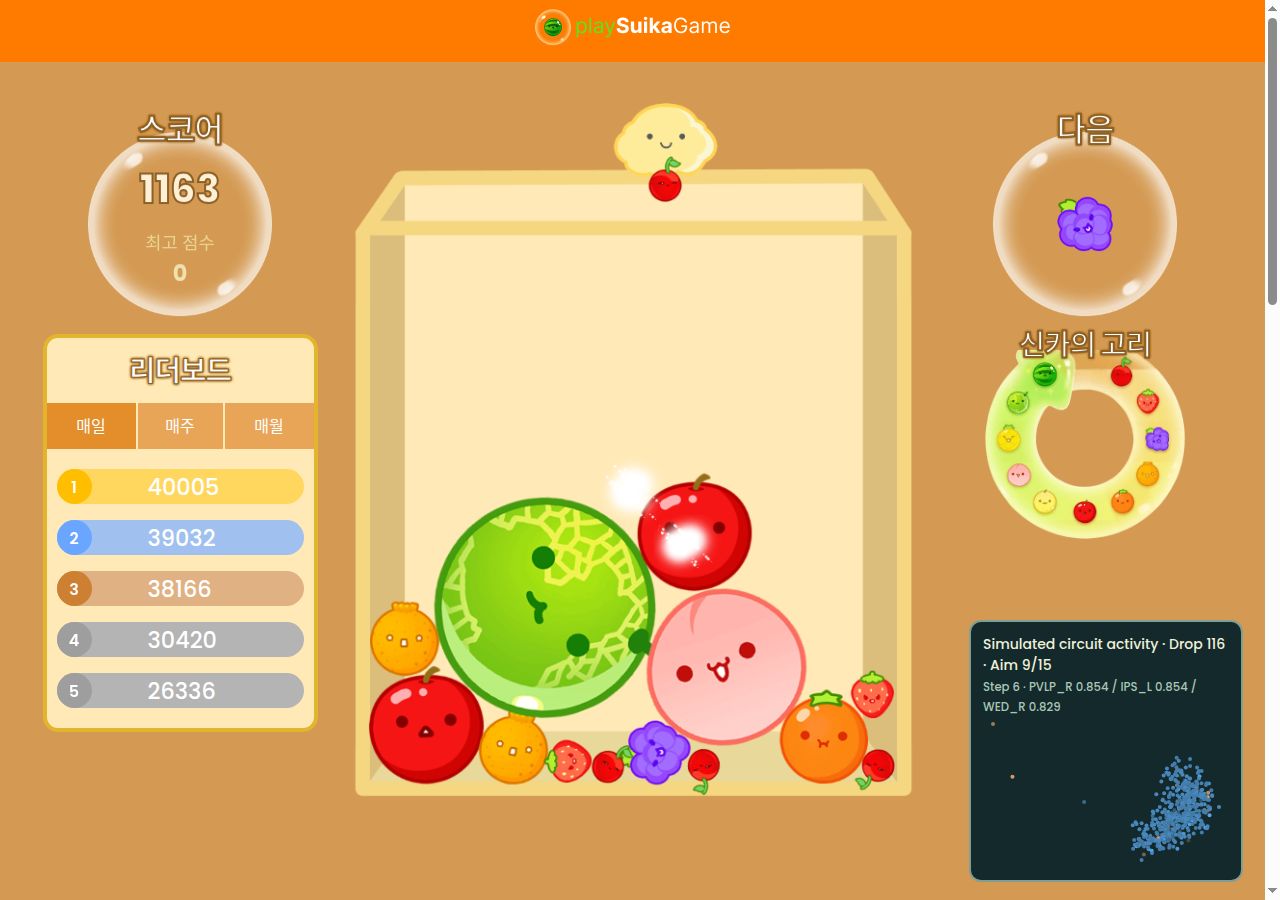 playSuikaGame
스코어
1163
최고 점수
0
리더보드
매일 매주 매월
1 40005
2 39032
3 38166
4 30420
5 26336
다음
신카의 고리
Simulated circuit activity · Drop 116
· Aim 9/15
Step 6 · PVLP_R 0.854 / IPS_L 0.854 /
WED_R 0.829